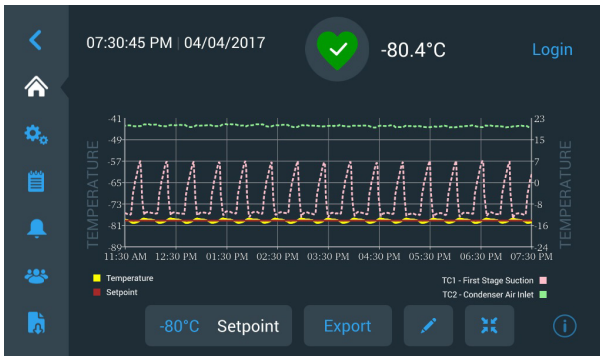 07:30:45 PM | 04/04/2017
-80.4°C
Login
-41
-49
-57
-65
-73
-81
-89
TEMPERATURE
23
15
7
0
-8
-16
-24
TEMPERATURE
11:30 AM 12:30 PM 01:30 PM 02:30 PM 03:30 PM 04:30 PM 05:30 PM 06:30 PM 07:30 PM
Temperature
Setpoint
TC1 - First Stage Suction
TC2 - Condenser Air Inlet
-80°C Setpoint
Export
i